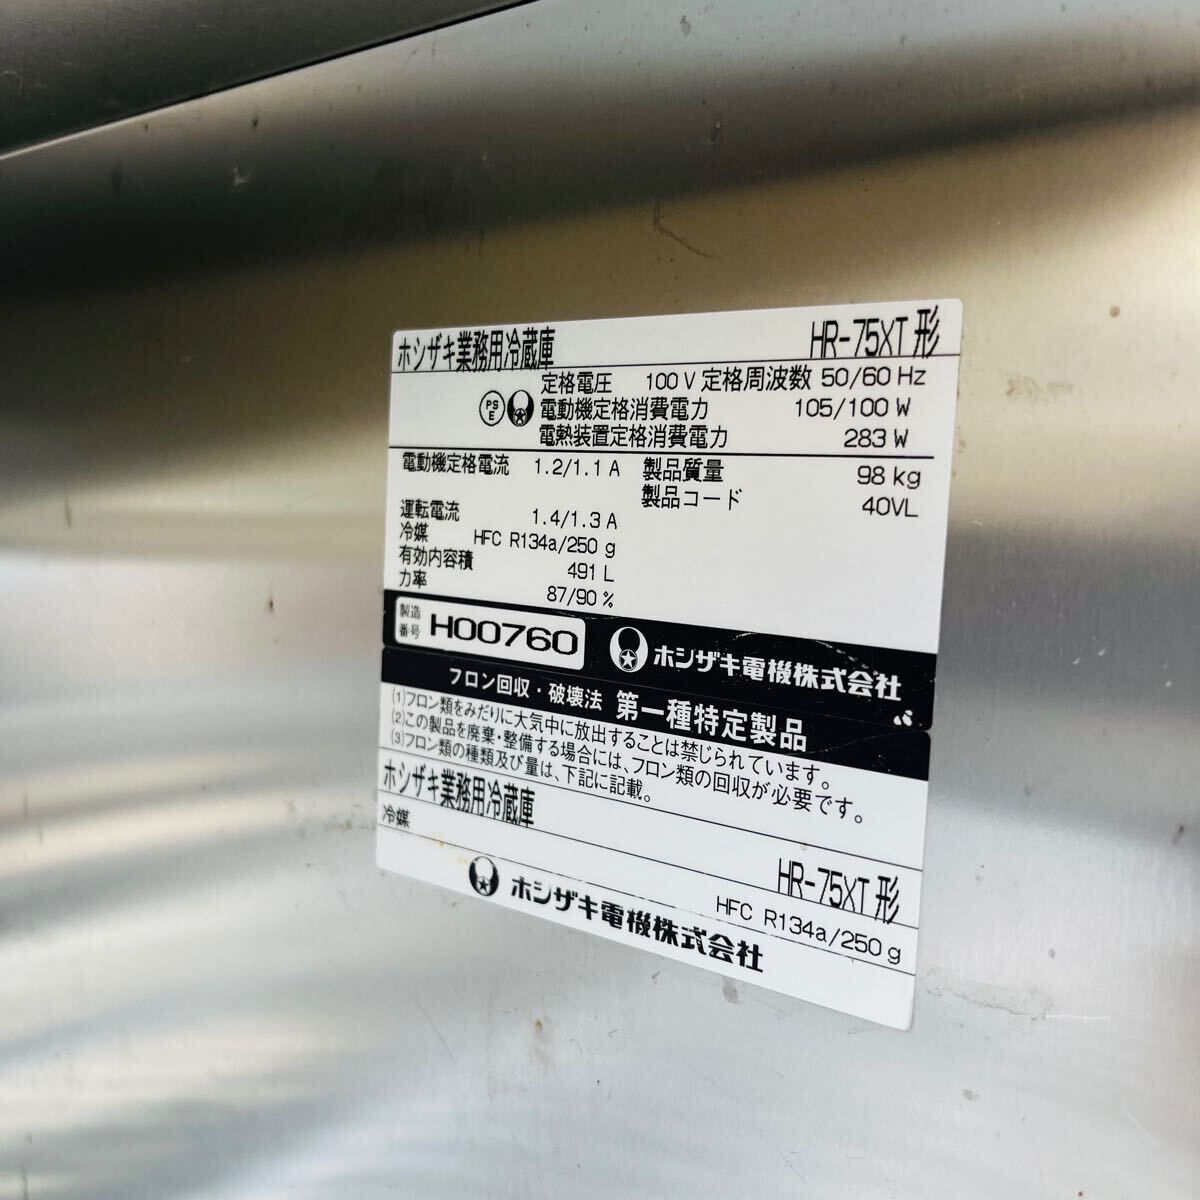 ホシザキ業務用冷蔵庫 HR-75XT形
定格電圧 100 V 定格周波数 50/60 Hz
PS E 電動機定格消費電力 105/100 W
電熱装置定格消費電力 283 W
電動機定格電流 1.2/1.1 A 製品質量 98 kg
製品コード 40VL
運転電流 1.4/1.3 A
冷媒 HFC R134a/250 g
有効内容積 491 L
力率 87/90 %
製造番号 H00760 ホシザキ電機株式会社
フロン回収・破壊法 第一種特定製品
(1)フロン類をみだりに大気中に放出することは禁じられています。
(2)この製品を廃棄・整備する場合には、フロン類の回収が必要です。
(3)フロン類の種類及び量は、下記に記載。
ホシザキ業務用冷蔵庫 HR-75XT形
冷媒 HFC R134a/250 g
ホシザキ電機株式会社